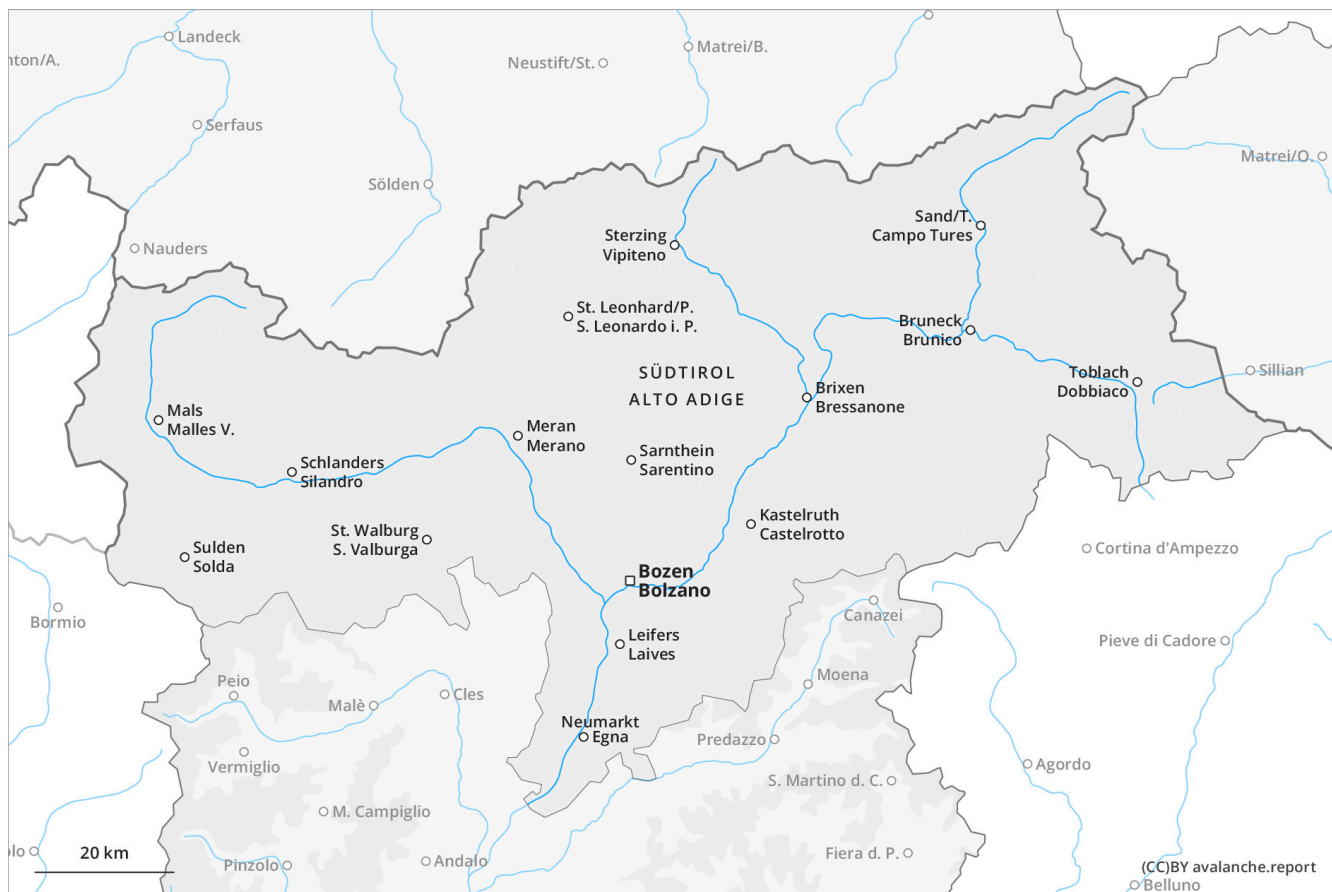 Landeck
Matrei/B.
nton/A.
Neustift/St.
Serfaus
Matrei/O.
Sölden
Sand/T.
Campo Tures
Sterzing
Vipiteno
Nauders
St. Leonhard/P.
S. Leonardo i. P.
Bruneck
Brunico
SÜDTIROL
ALTO ADIGE
Toblach
Dobbiaco
Sillian
Brixen
Bressanone
Mals
Malles V.
Meran
Merano
Sarnthein
Sarentino
Schlanders
Silandro
Kastelruth
Castelrotto
St. Walburg
S. Valburga
Sulden
Solda
Cortina d'Ampezzo
Bozen
Bolzano
Bormio
Canazei
Leifers
Laives
Pieve di Cadore
Peio
Moena
Malè
Cles
Neumarkt
Egna
Predazzo
Vermiglio
Agordo
S. Martino d. C.
M. Campiglio
olo
20 km
Pinzolo
Andalo
Fiera d. P.
(CC)BY avalanche.report
Belluno